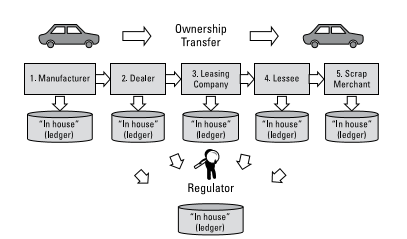 Ownership
Transfer
1. Manufacturer
2. Dealer
3. Leasing
Company
4. Lessee
5. Scrap
Merchant
"In house"
(ledger)
"In house"
(ledger)
"In house"
(ledger)
"In house"
(ledger)
"In house"
(ledger)
Regulator
"In house"
(ledger)